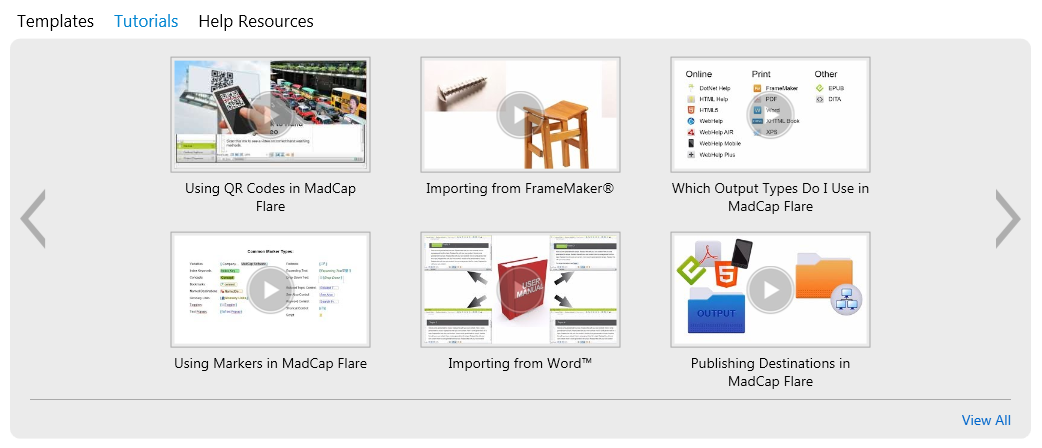 Templates Tutorials Help Resources
Using QR Codes in MadCap
Flare
Importing from FrameMaker®
Which Output Types Do I Use in
MadCap Flare
Online Print Other
DotNet Help FrameMaker EPUB
HTML Help PDF DITA
HTML5 Word
WebHelp XHTML Book
WebHelp AIR XPS
WebHelp Mobile
WebHelp Plus
Common Marker Types
USER
MANUAL
OUTPUT
Using Markers in MadCap Flare
Importing from Word™
Publishing Destinations in
MadCap Flare
View All